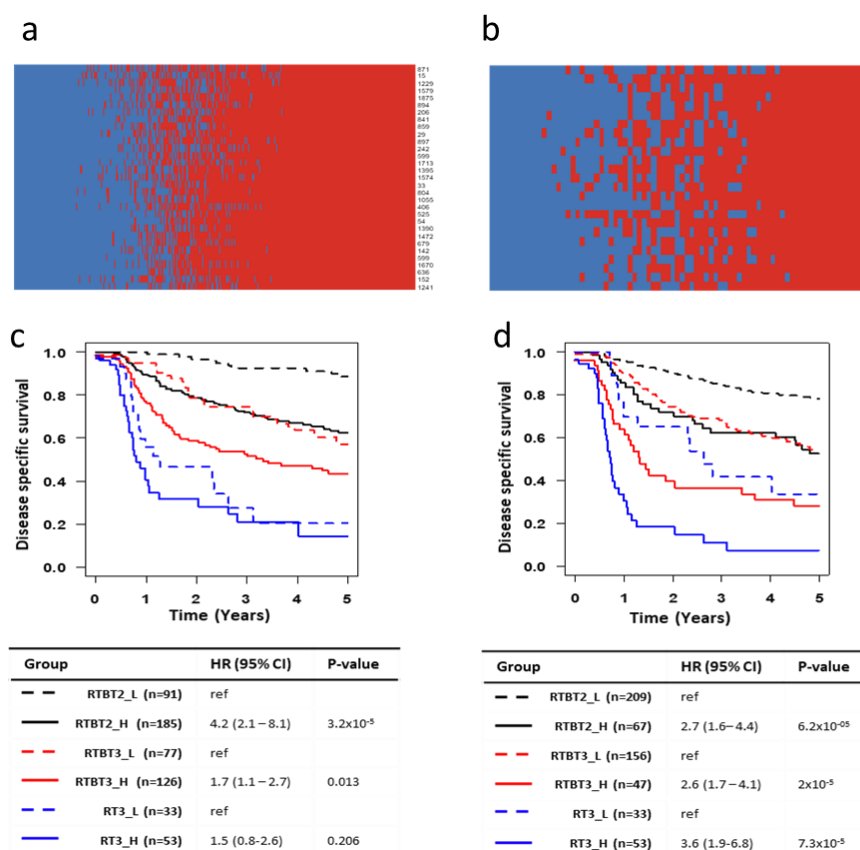 a
b
871
15
1229
1579
1875
894
206
841
859
29
897
242
599
1713
1395
1574
33
804
1055
406
525
54
1390
1472
679
142
599
1670
636
152
1241
c
1.0
0.8
0.6
0.4
0.2
0.0
Disease specific survival
0 1 2 3 4 5
Time (Years)
d
1.0
0.8
0.6
0.4
0.2
0.0
Disease specific survival
0 1 2 3 4 5
Time (Years)
Group HR (95% CI) P-value
RTBT2_L (n=91) ref
RTBT2_H (n=185) 4.2 (2.1–8.1) 3.2x10⁻⁵
RTBT3_L (n=77) ref
RTBT3_H (n=126) 1.7 (1.1–2.7) 0.013
RT3_L (n=33) ref
RT3_H (n=53) 1.5 (0.8-2.6) 0.206
Group HR (95% CI) P-value
RTBT2_L (n=209) ref
RTBT2_H (n=67) 2.7 (1.6–4.4) 6.2x10⁻⁰⁵
RTBT3_L (n=156) ref
RTBT3_H (n=47) 2.6 (1.7–4.1) 2x10⁻⁵
RT3_L (n=33) ref
RT3_H (n=53) 3.6 (1.9-6.8) 7.3x10⁻⁵